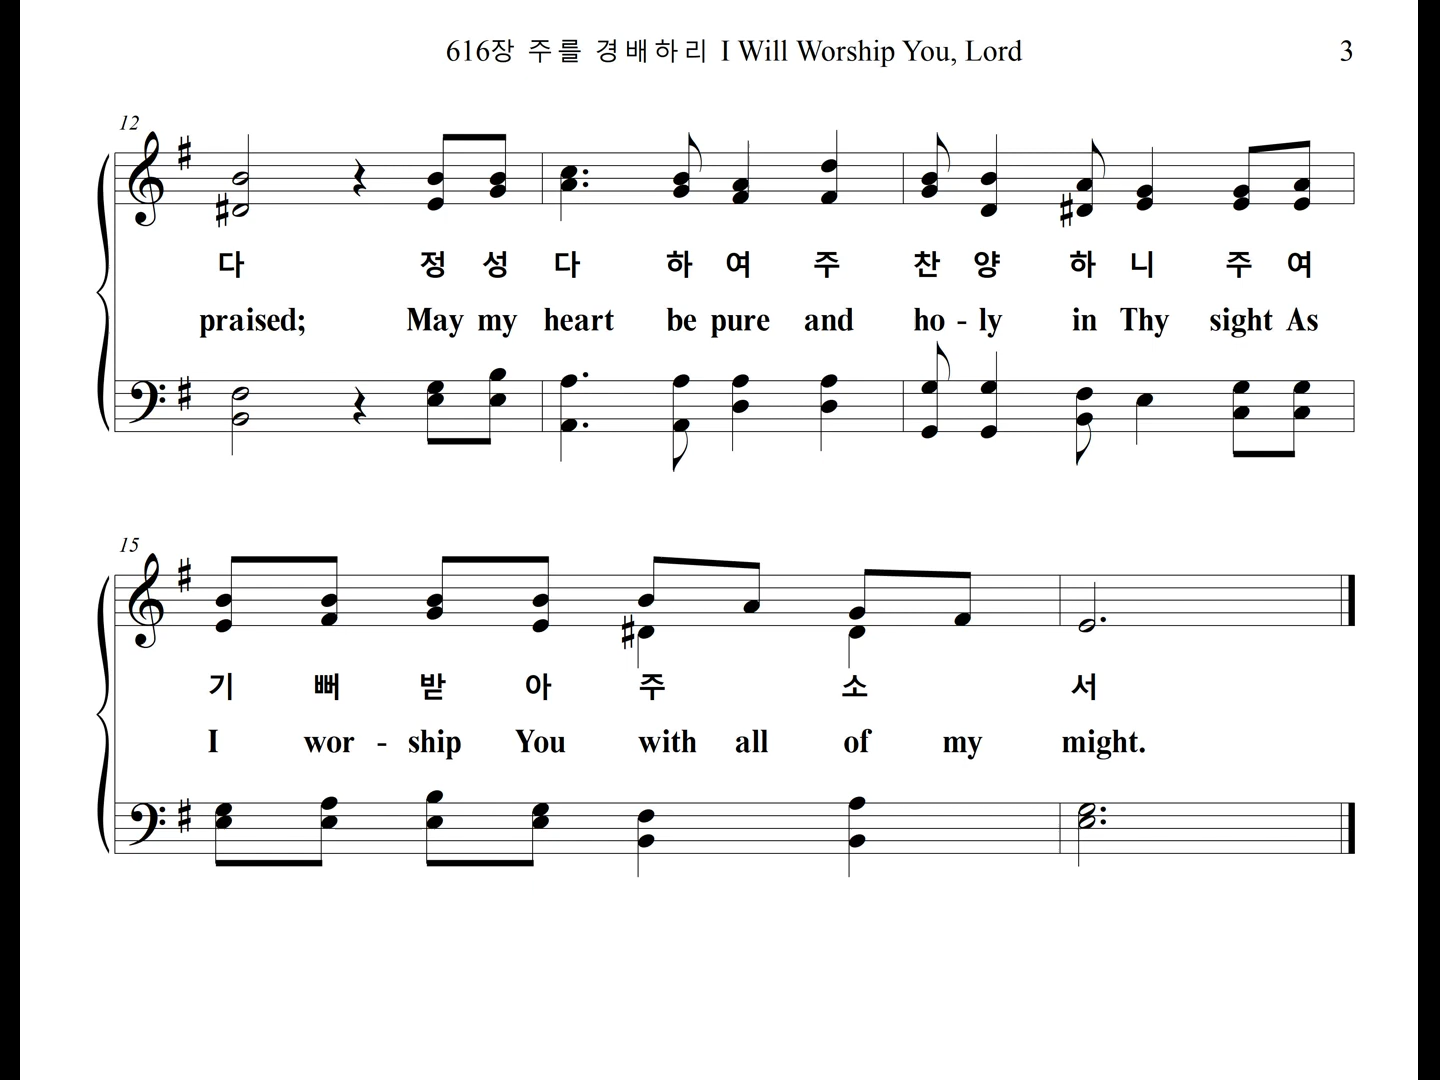 616장 주를 경배하리 I Will Worship You, Lord 3
12
다 정 성 다 하 여 주 찬 양 하 니 주 여
praised; May my heart be pure and ho - ly in Thy sight As
15
기 뻐 받 아 주 소 서
I wor - ship You with all of my might.